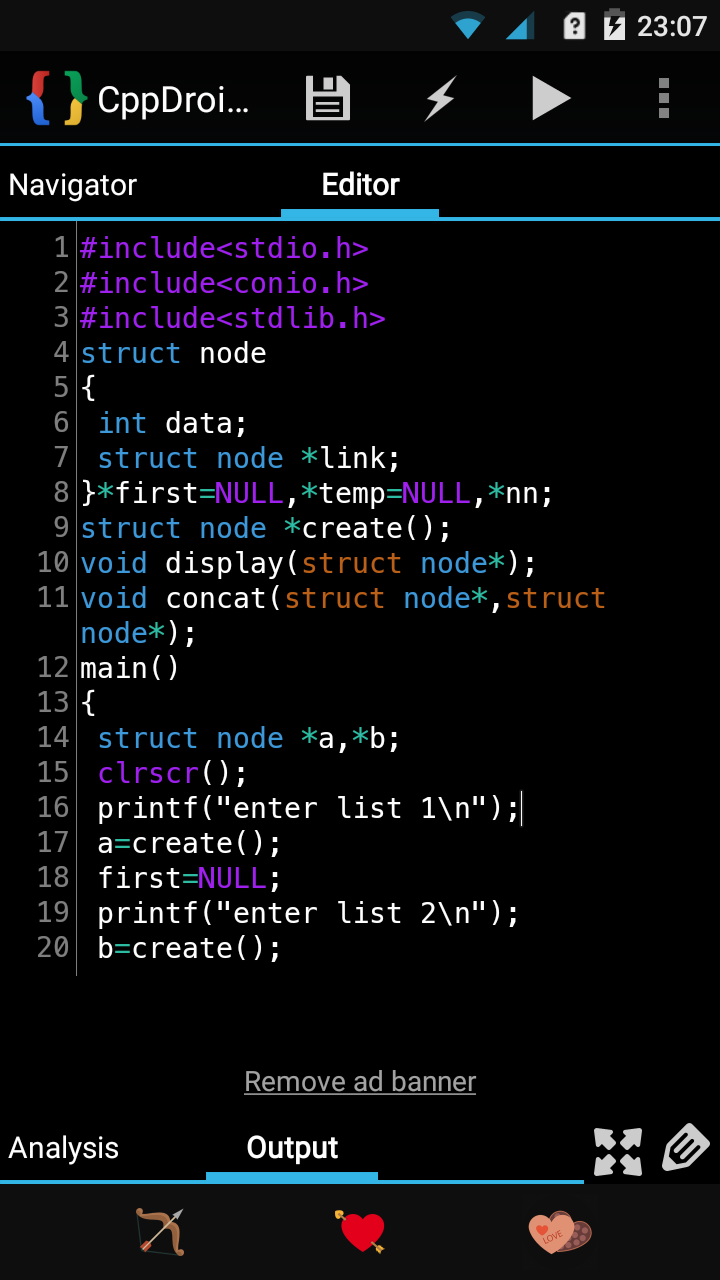 23:07
CppDroi...
Navigator Editor
1 #include<stdio.h>
2 #include<conio.h>
3 #include<stdlib.h>
4 struct node
5 {
6 int data;
7 struct node *link;
8 }*first=NULL,*temp=NULL,*nn;
9 struct node *create();
10 void display(struct node*);
11 void concat(struct node*,struct
node*);
12 main()
13 {
14 struct node *a,*b;
15 clrscr();
16 printf("enter list 1\n");
17 a=create();
18 first=NULL;
19 printf("enter list 2\n");
20 b=create();
Remove ad banner
Analysis Output
LOVE